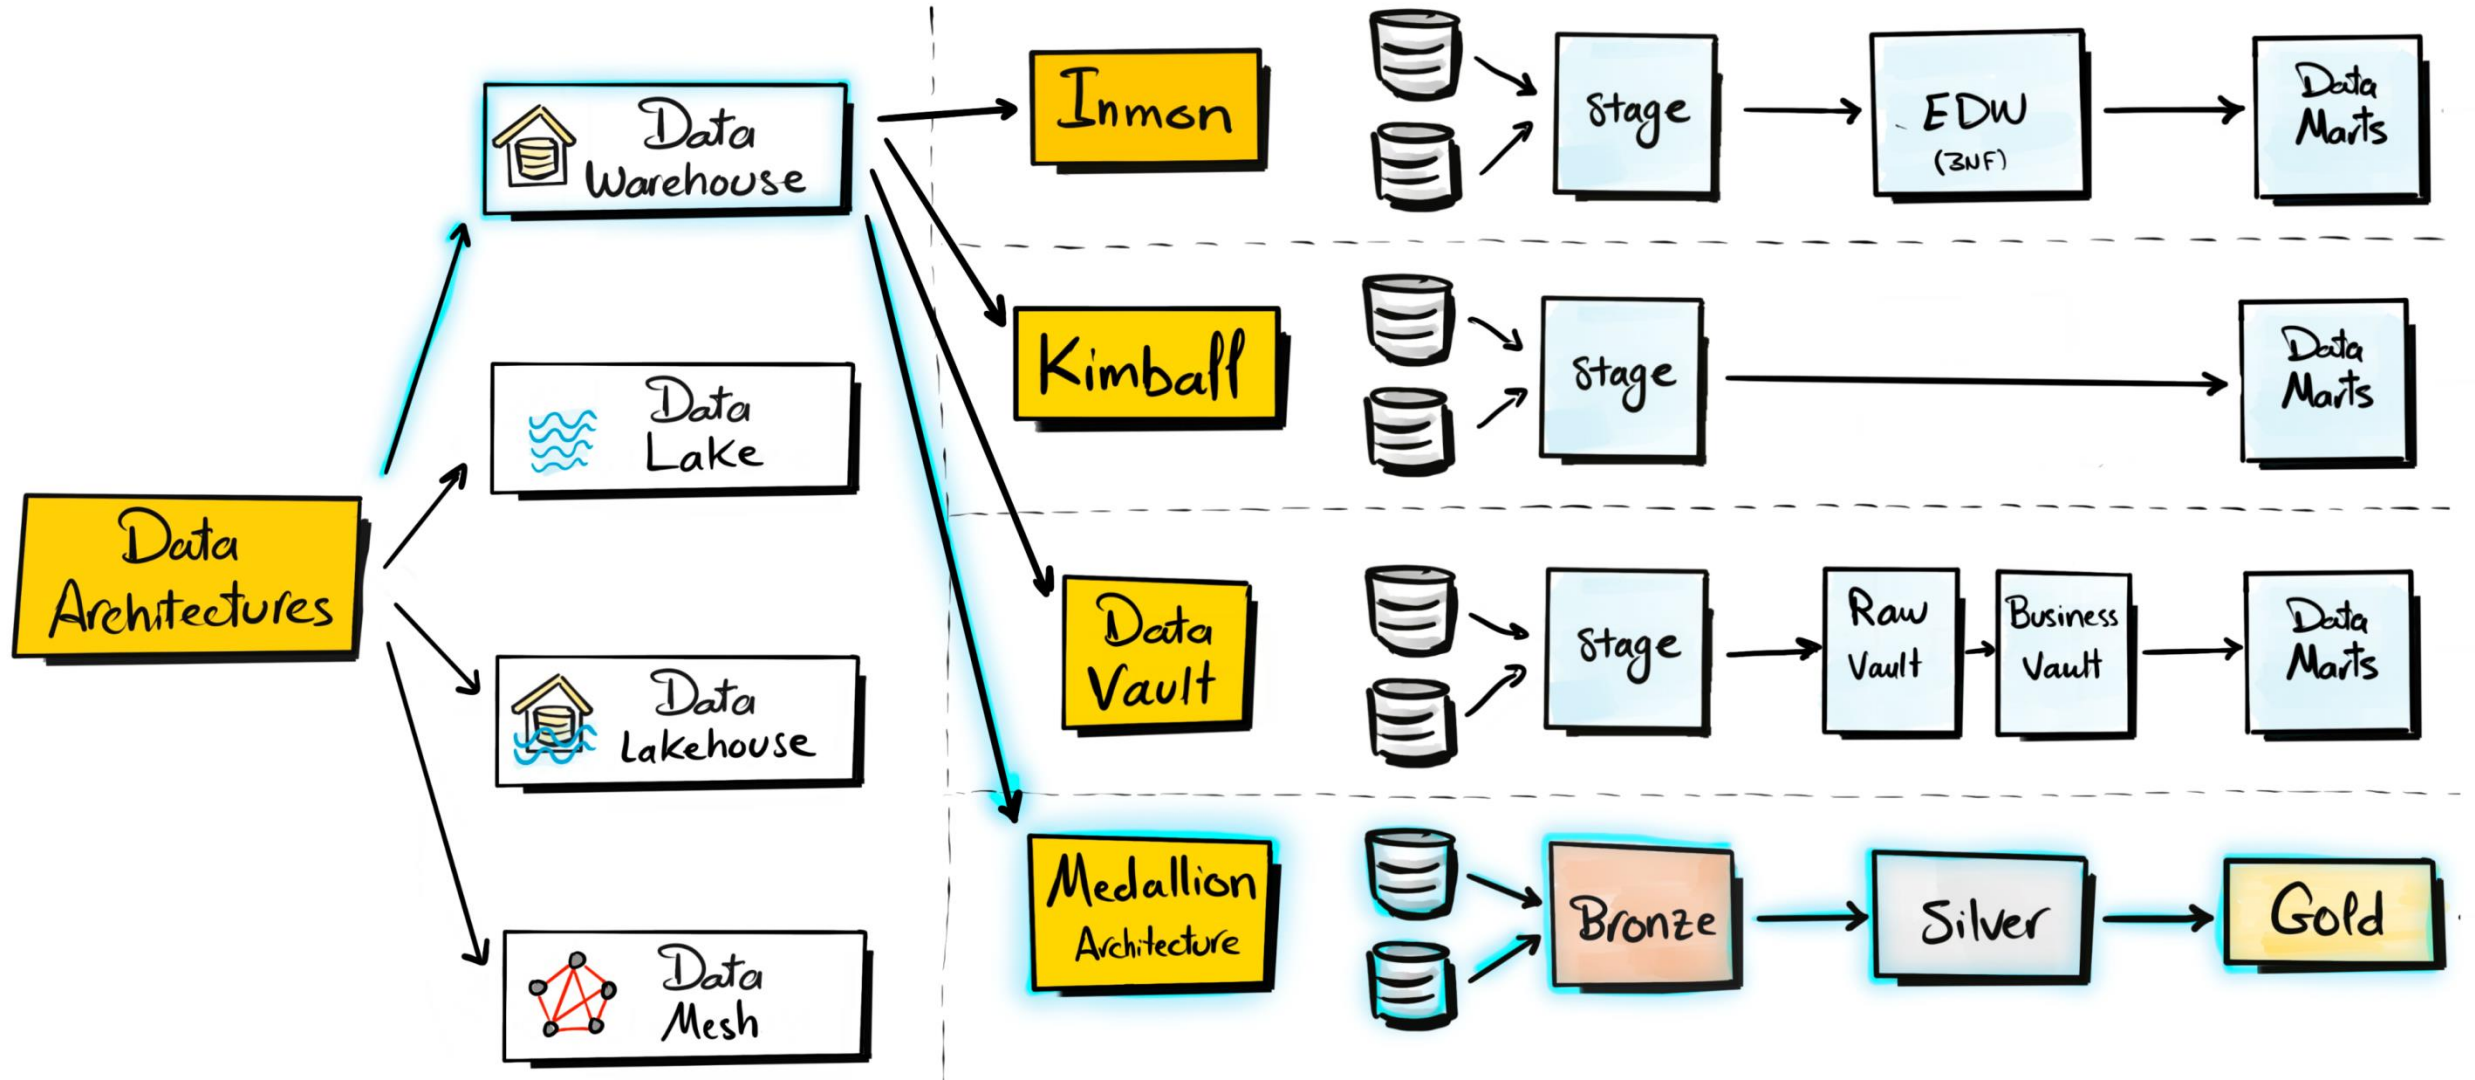 Data
Architectures
Data
Warehouse
Data
Lake
Data
Lakehouse
Data
Mesh
Inmon
Stage
EDW
(3NF)
Data
Marts
Kimball
Stage
Data
Marts
Data
Vault
Stage
Raw
Vault
Business
Vault
Data
Marts
Medallion
Architecture
Bronze
Silver
Gold